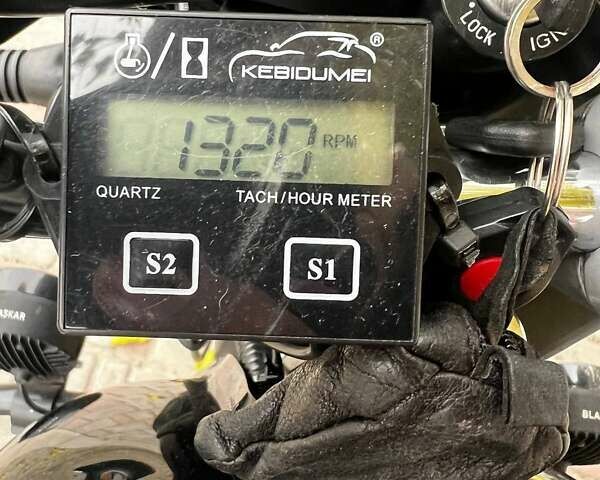 LOCK
IGN
KEBIDUMEI®
1320 RPM
QUARTZ
TACH/HOUR METER
S2
S1